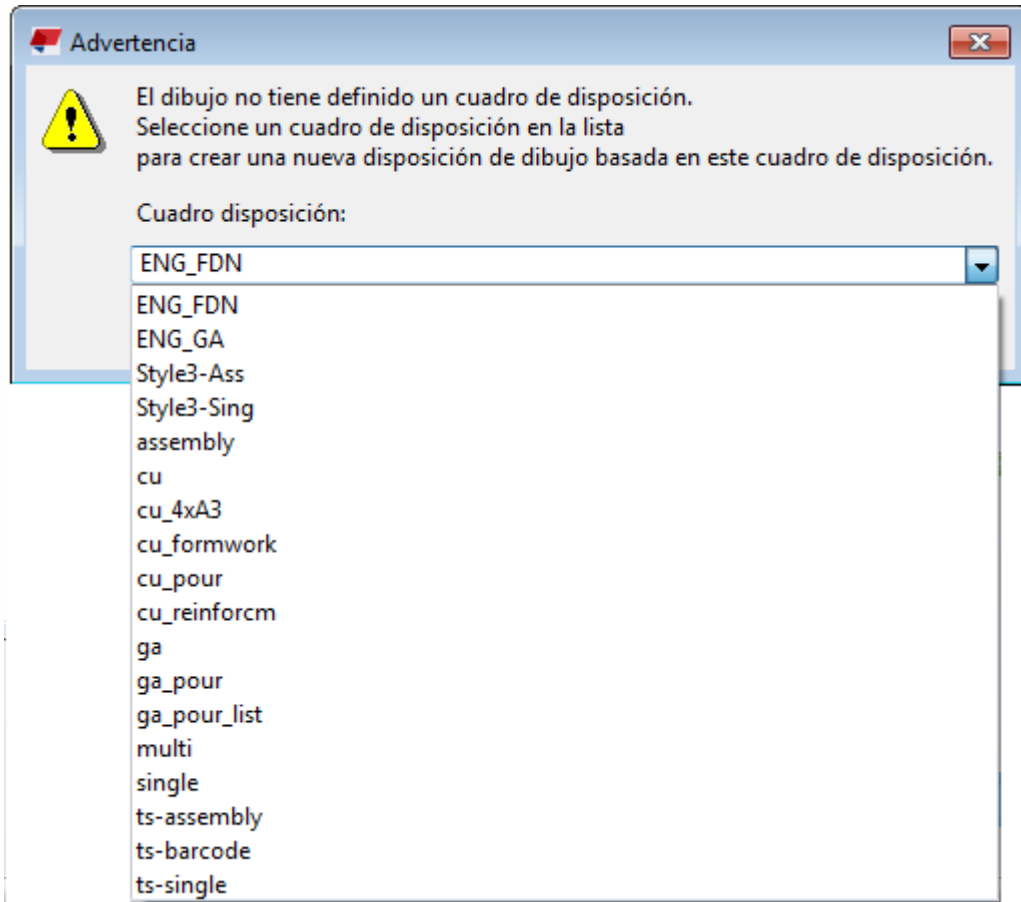 Advertencia
El dibujo no tiene definido un cuadro de disposición.
Seleccione un cuadro de disposición en la lista
para crear una nueva disposición de dibujo basada en este cuadro de disposición.
Cuadro disposición:
ENG_FDN
ENG_FDN
ENG_GA
Style3-Ass
Style3-Sing
assembly
cu
cu_4xA3
cu_formwork
cu_pour
cu_reinforcm
ga
ga_pour
ga_pour_list
multi
single
ts-assembly
ts-barcode
ts-single